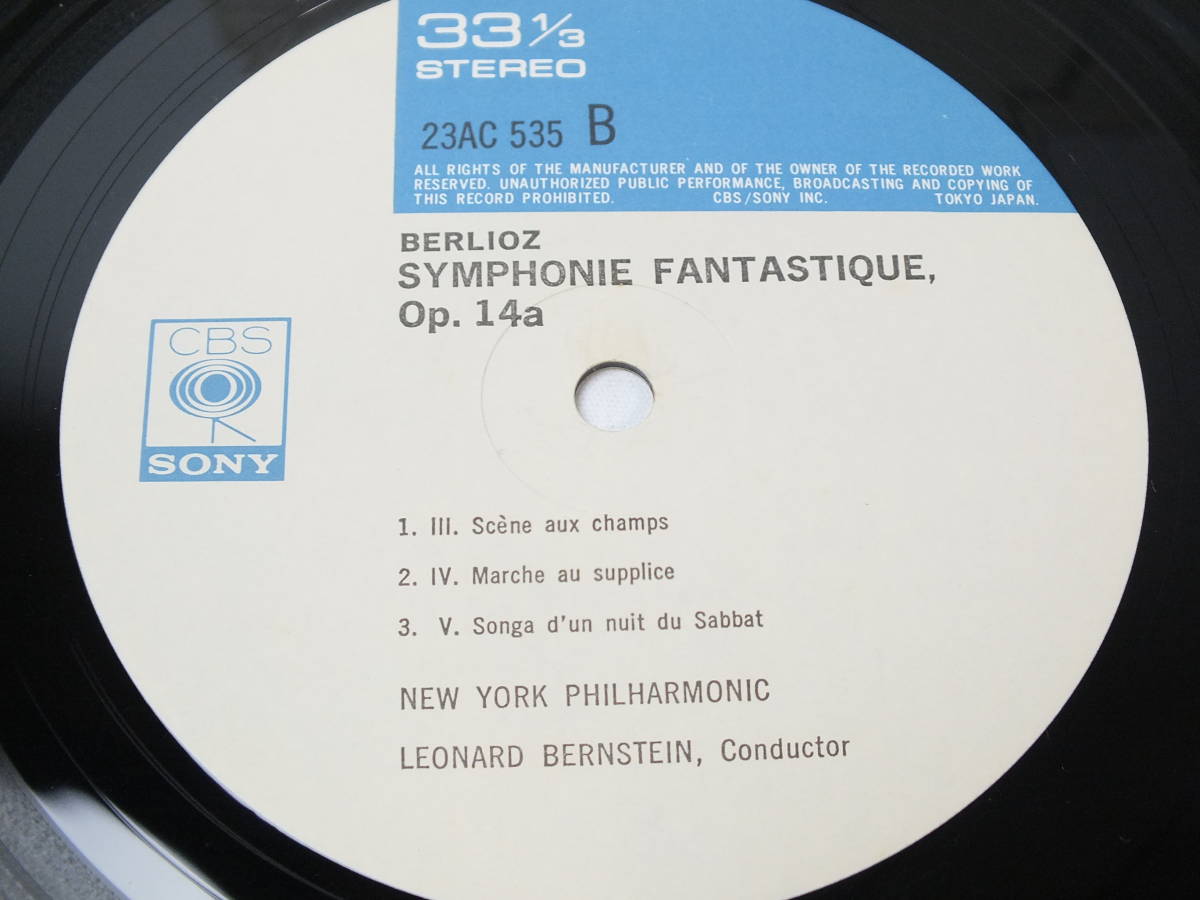 33 1/3
STEREO
23AC 535 B
ALL RIGHTS OF THE MANUFACTURER AND OF THE OWNER OF THE RECORDED WORK
RESERVED. UNAUTHORIZED PUBLIC PERFORMANCE, BROADCASTING AND COPYING OF
THIS RECORD PROHIBITED. CBS/SONY INC. TOKYO JAPAN.
BERLIOZ
SYMPHONIE FANTASTIQUE,
Op. 14a
CBS
SONY
1. III. Scène aux champs
2. IV. Marche au supplice
3. V. Songa d'un nuit du Sabbat
NEW YORK PHILHARMONIC
LEONARD BERNSTEIN, Conductor